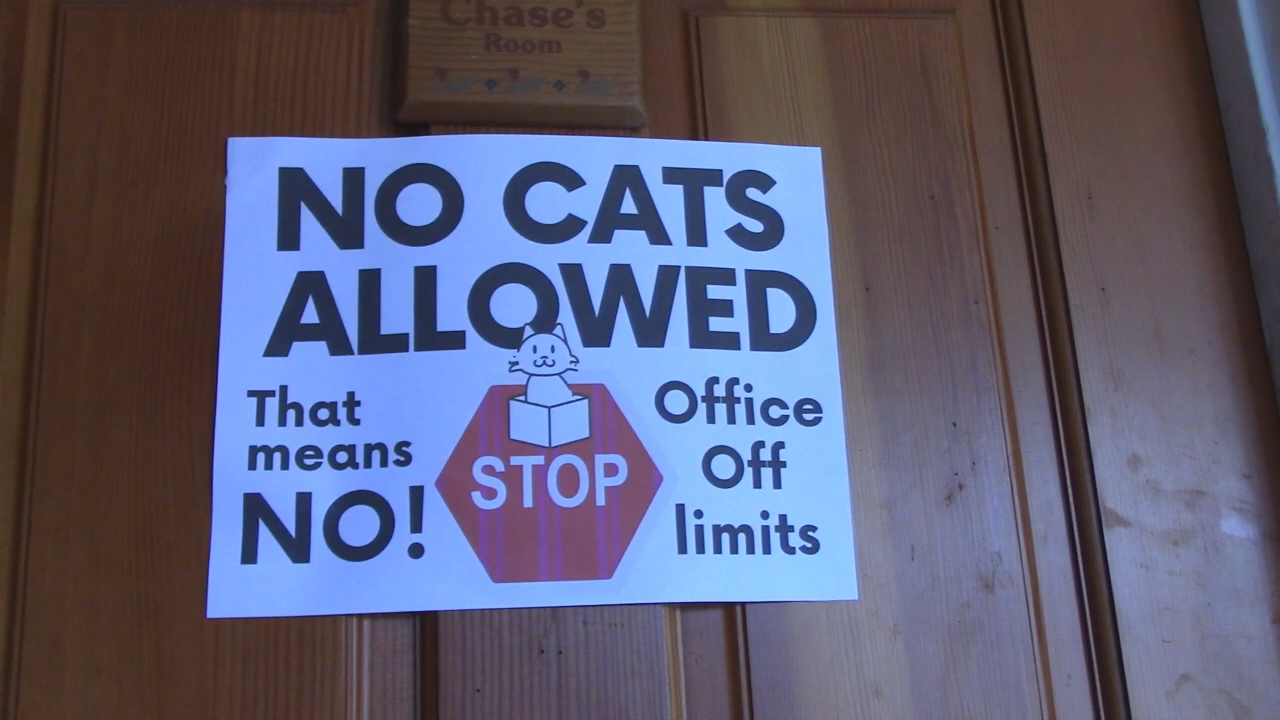 Chase's
Room
NO CATS
ALLOWED
That
means
NO!
STOP
Office
Off
limits